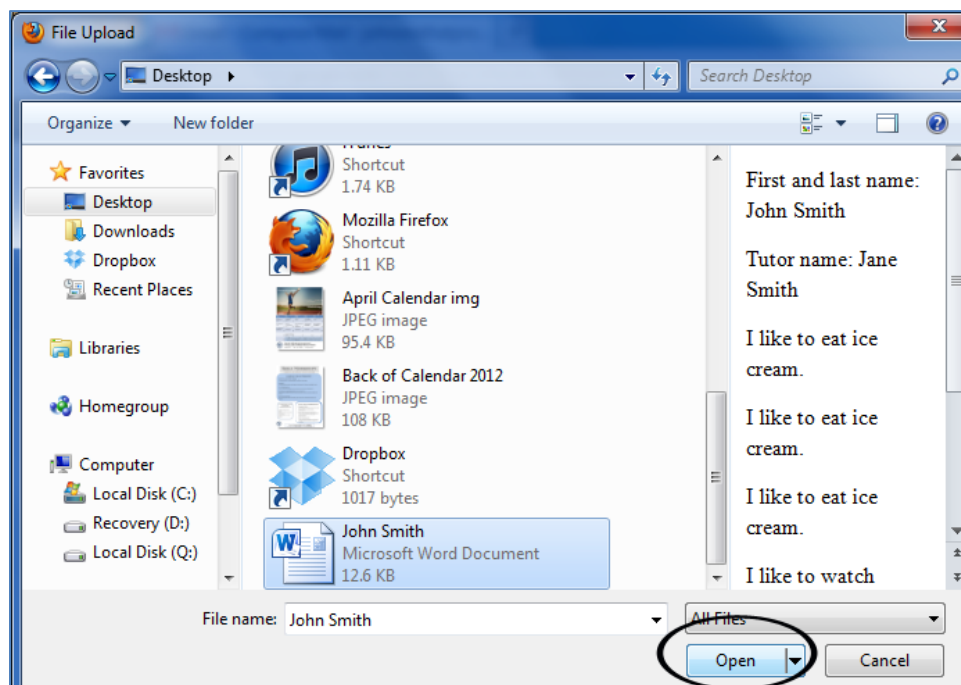 File Upload
Desktop
Search Desktop
Organize
New folder
Favorites
Desktop
Downloads
Dropbox
Recent Places
Libraries
Homegroup
Computer
Local Disk (C:)
Recovery (D:)
Local Disk (Q:)
Shortcut
1.74 KB
Mozilla Firefox
Shortcut
1.11 KB
April Calendar img
JPEG image
95.4 KB
Back of Calendar 2012
JPEG image
108 KB
Dropbox
Shortcut
1017 bytes
John Smith
Microsoft Word Document
12.6 KB
First and last name:
John Smith
Tutor name: Jane
Smith
I like to eat ice
cream.
I like to eat ice
cream.
I like to eat ice
cream.
I like to watch
File name: John Smith
All Files
Open
Cancel